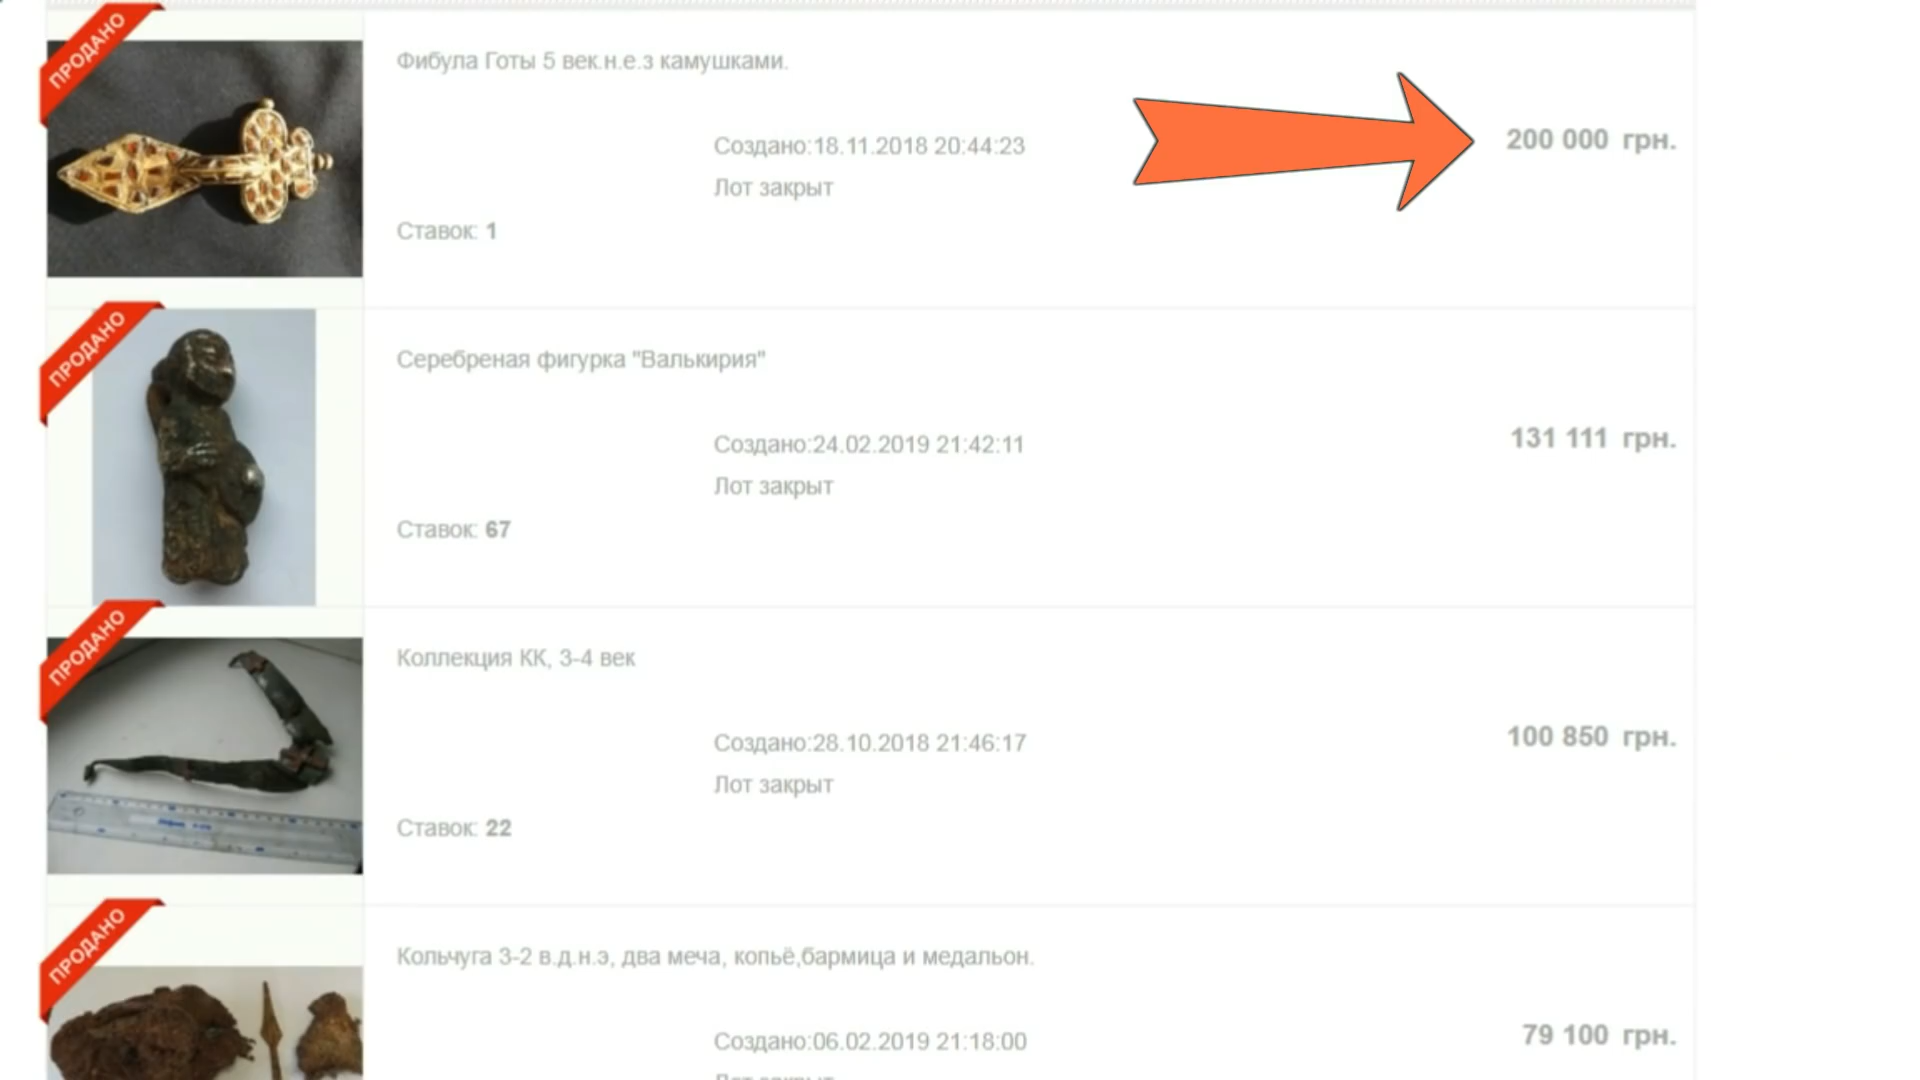 ПРОДАНО
Фибула Готы 5 век.н.е.з камушками.
Создано:18.11.2018 20:44:23
200 000 грн.
Лот закрыт
Ставок: 1
ПРОДАНО
Серебреная фигурка "Валькирия"
Создано:24.02.2019 21:42:11
131 111 грн.
Лот закрыт
Ставок: 67
ПРОДАНО
Коллекция КК, 3-4 век
Создано:28.10.2018 21:46:17
100 850 грн.
Лот закрыт
Ставок: 22
ПРОДАНО
Кольчуга 3-2 в.д.н.э, два меча, копьё,бармица и медальон.
Создано:06.02.2019 21:18:00
79 100 грн.